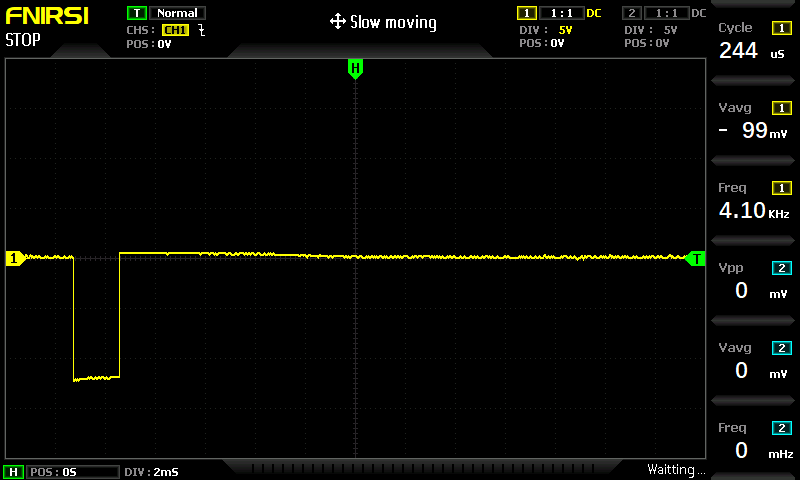 FNIRSI
STOP
T Normal
CHS: CH1
POS: 0V
Slow moving
1 1:1 DC
DIV: 5V
POS: 0V
2 1:1 DC
DIV: 5V
POS: 0V
Cycle 1
244 uS
Vavg 1
- 99 mV
Freq 1
4.10 KHz
Vpp 2
0 mV
Vavg 2
0 mV
Freq 2
0 mHz
H
1
T
H POS: 0S DIV: 2mS
Waitting...